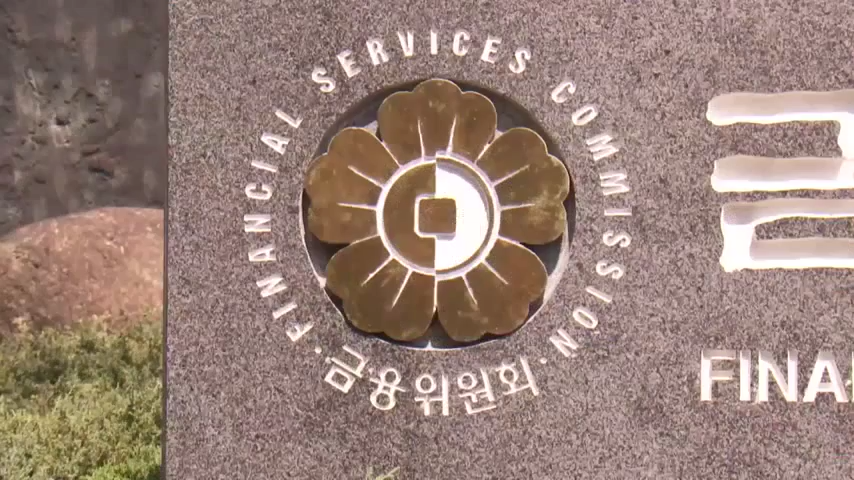 FINANCIAL SERVICES COMMISSION
·금융위원회·
FINA